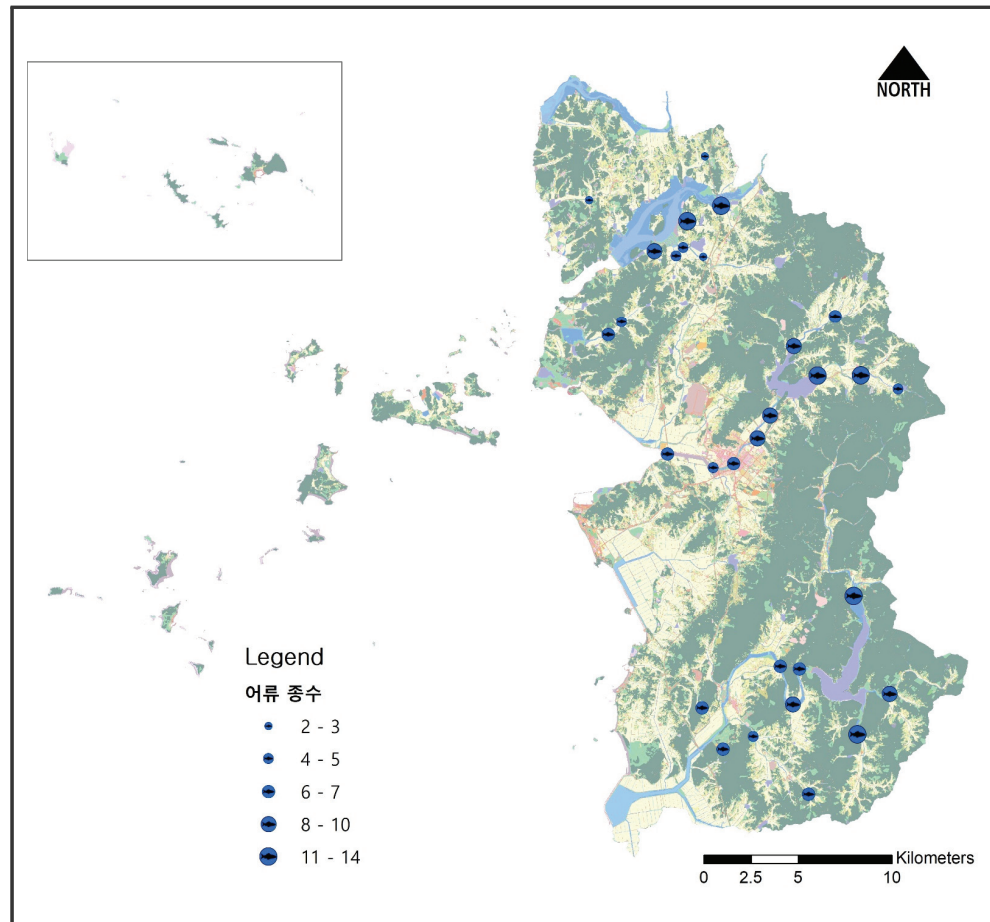 NORTH
Legend
어류 종수
2 - 3
4 - 5
6 - 7
8 - 10
11 - 14
Kilometers
0 2.5 5 10